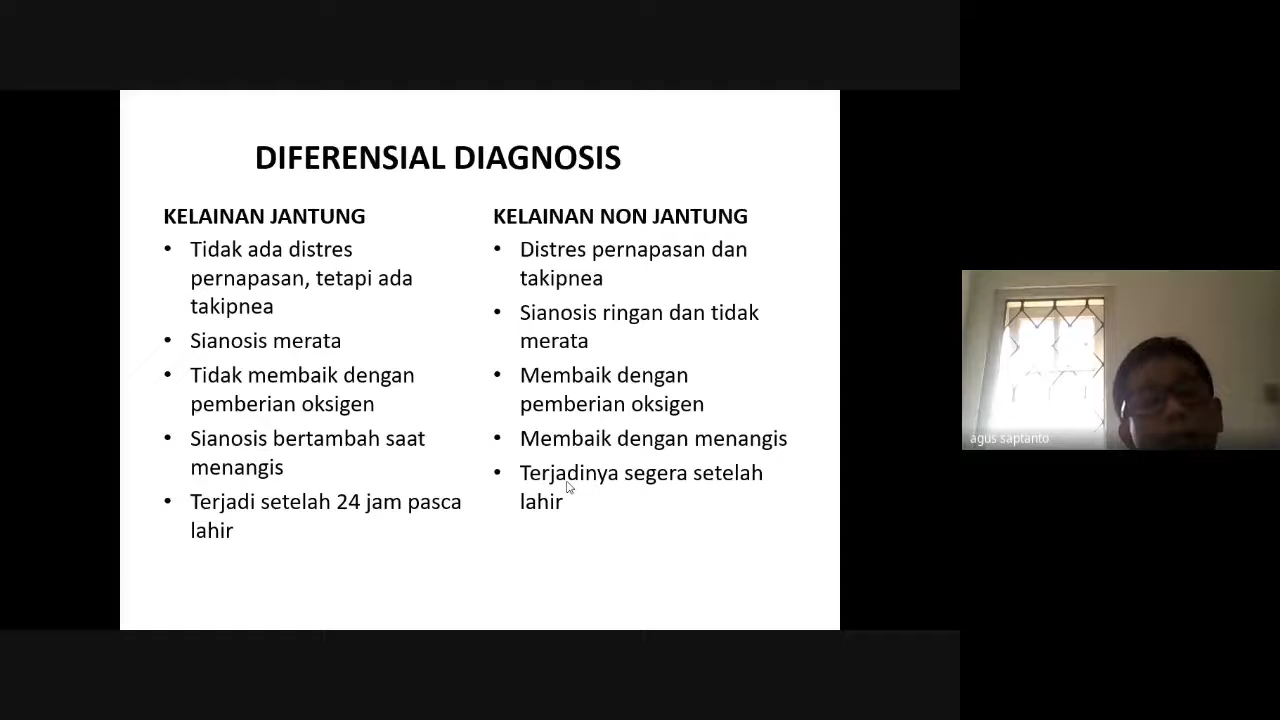 DIFERENSIAL DIAGNOSIS
KELAINAN JANTUNG
• Tidak ada distres
pernapasan, tetapi ada
takipnea
• Sianosis merata
• Tidak membaik dengan
pemberian oksigen
• Sianosis bertambah saat
menangis
• Terjadi setelah 24 jam pasca
lahir
KELAINAN NON JANTUNG
• Distres pernapasan dan
takipnea
• Sianosis ringan dan tidak
merata
• Membaik dengan
pemberian oksigen
• Membaik dengan menangis
• Terjadinya segera setelah
lahir
agus saptanto